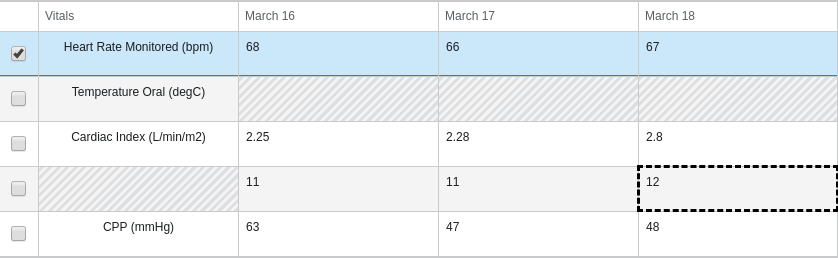 Vitals March 16 March 17 March 18
Heart Rate Monitored (bpm) 68 66 67
Temperature Oral (degC)
Cardiac Index (L/min/m2) 2.25 2.28 2.8
11 11 12
CPP (mmHg) 63 47 48